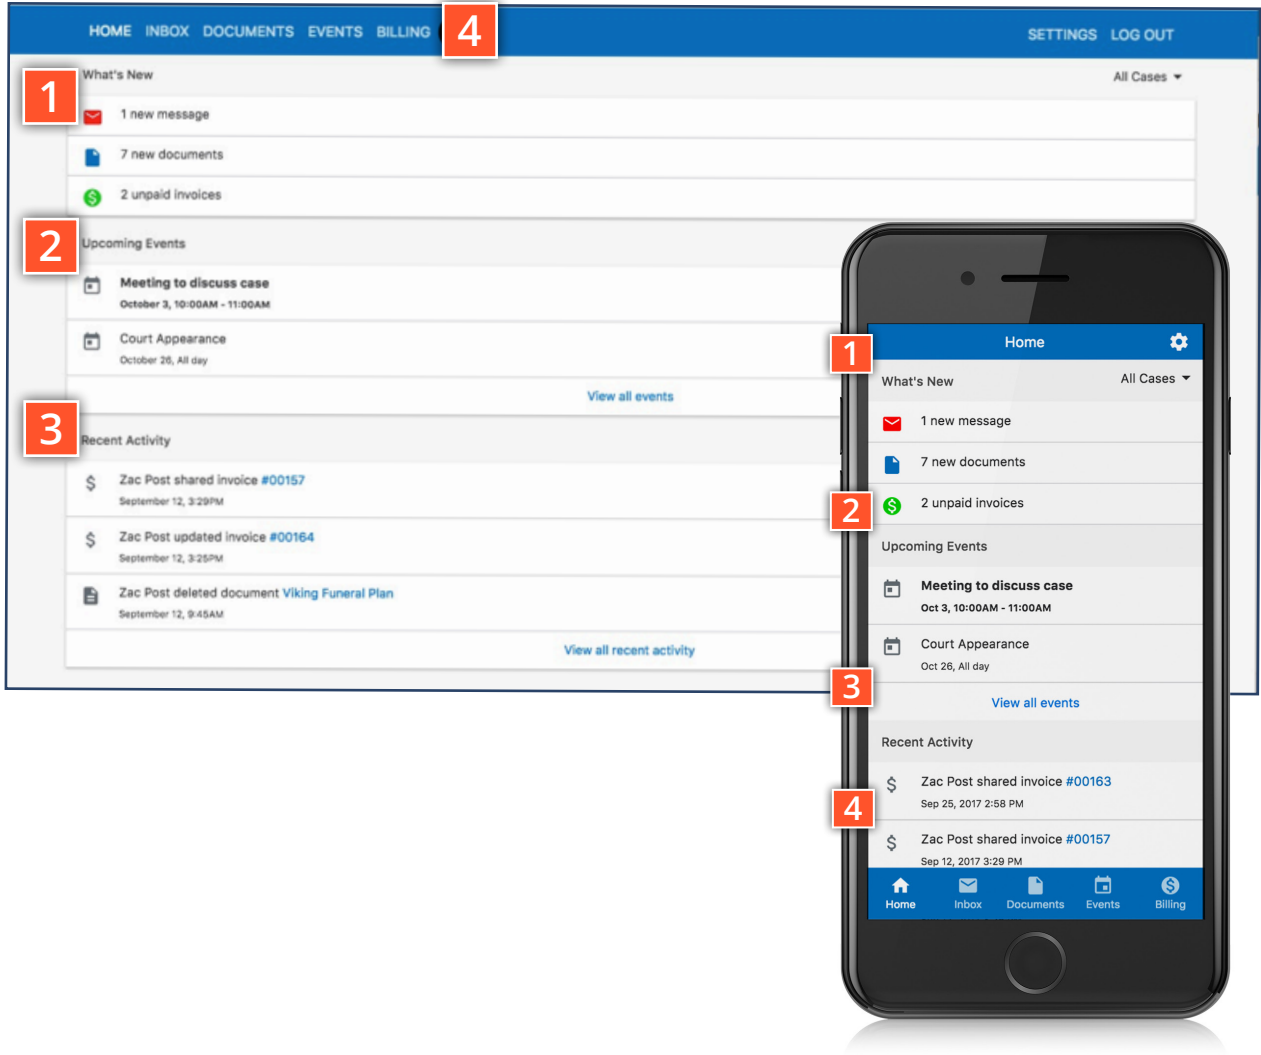 HOME INBOX DOCUMENTS EVENTS BILLING 4 SETTINGS LOG OUT
1 What's New All Cases
1 new message
7 new documents
2 unpaid invoices
2 Upcoming Events
Meeting to discuss case
October 3, 10:00AM - 11:00AM
Court Appearance
October 26, All day
View all events
3 Recent Activity
Zac Post shared invoice #00157
September 12, 3:29PM
Zac Post updated invoice #00164
September 12, 3:25PM
Zac Post deleted document Viking Funeral Plan
September 12, 9:45AM
View all recent activity
Home
1
What's New All Cases
1 new message
7 new documents
2 2 unpaid invoices
Upcoming Events
Meeting to discuss case
Oct 3, 10:00AM - 11:00AM
Court Appearance
Oct 26, All day
3
View all events
Recent Activity
Zac Post shared invoice #00163
Sep 25, 2017 2:58 PM
4
Zac Post shared invoice #00157
Sep 12, 2017 3:29 PM
Home Inbox Documents Events Billing